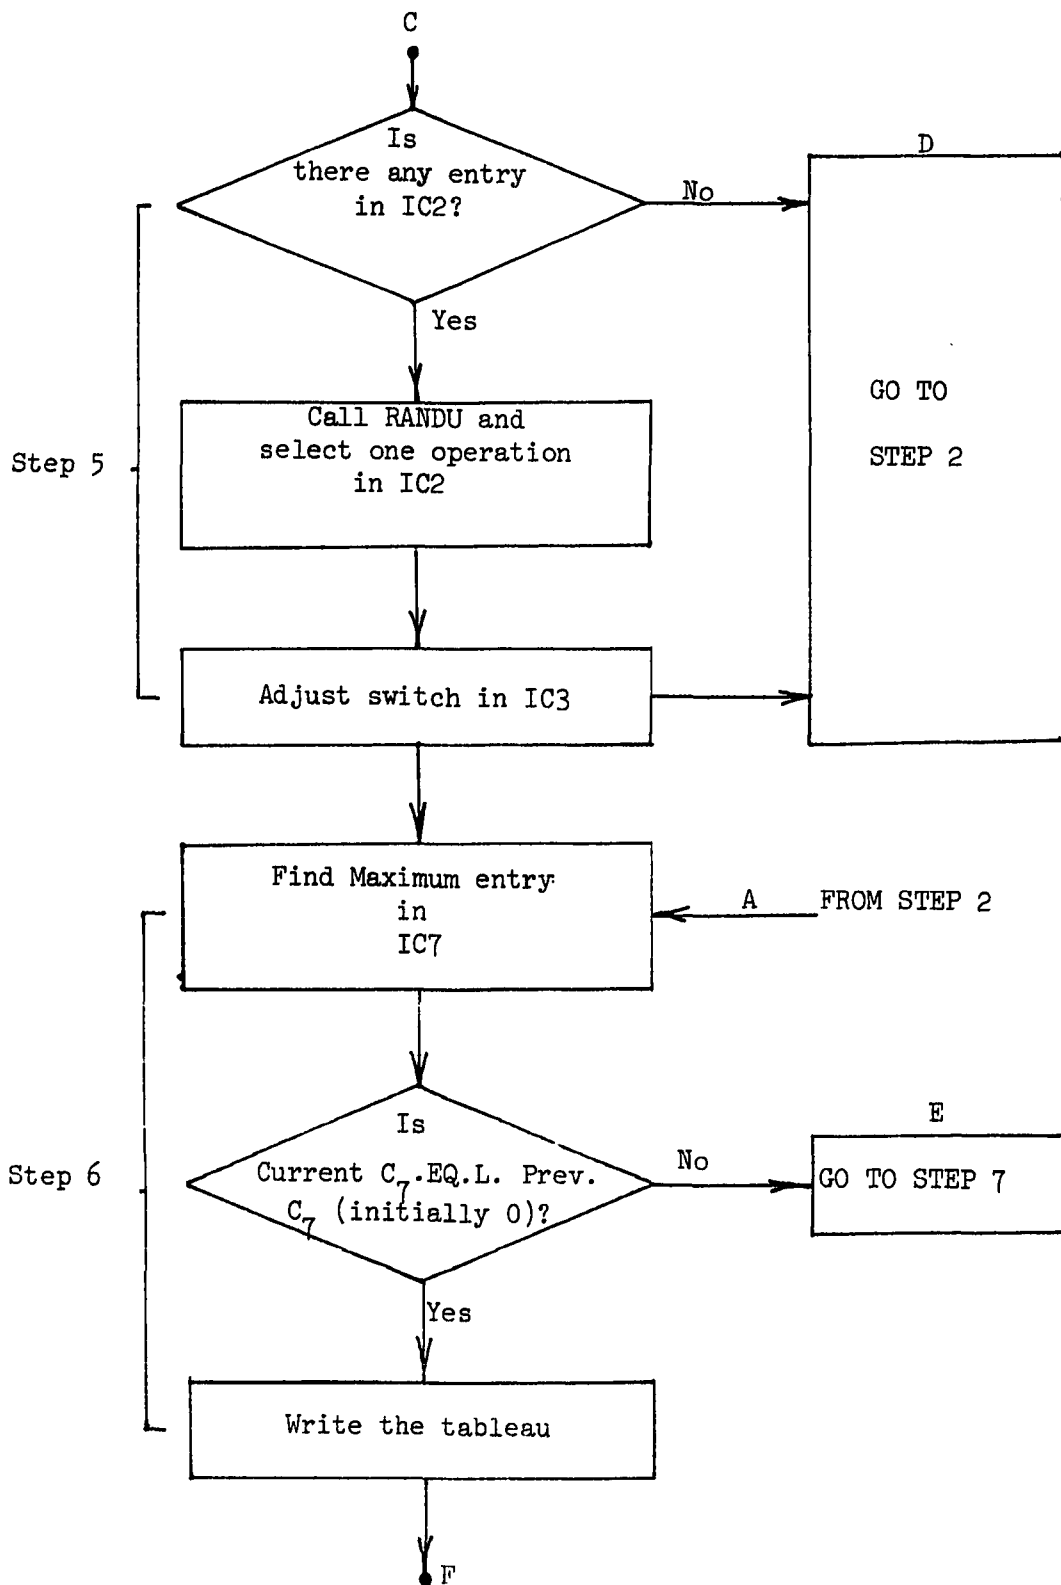 C
Is
there any entry
in IC2?
No
D
Yes
GO TO
STEP 2
Call RANDU and
select one operation
in IC2
Step 5
Adjust switch in IC3
Find Maximum entry
in
IC7
A
FROM STEP 2
Is
Current C7.EQ.L. Prev.
C7 (initially 0)?
No
E
GO TO STEP 7
Step 6
Yes
Write the tableau
F